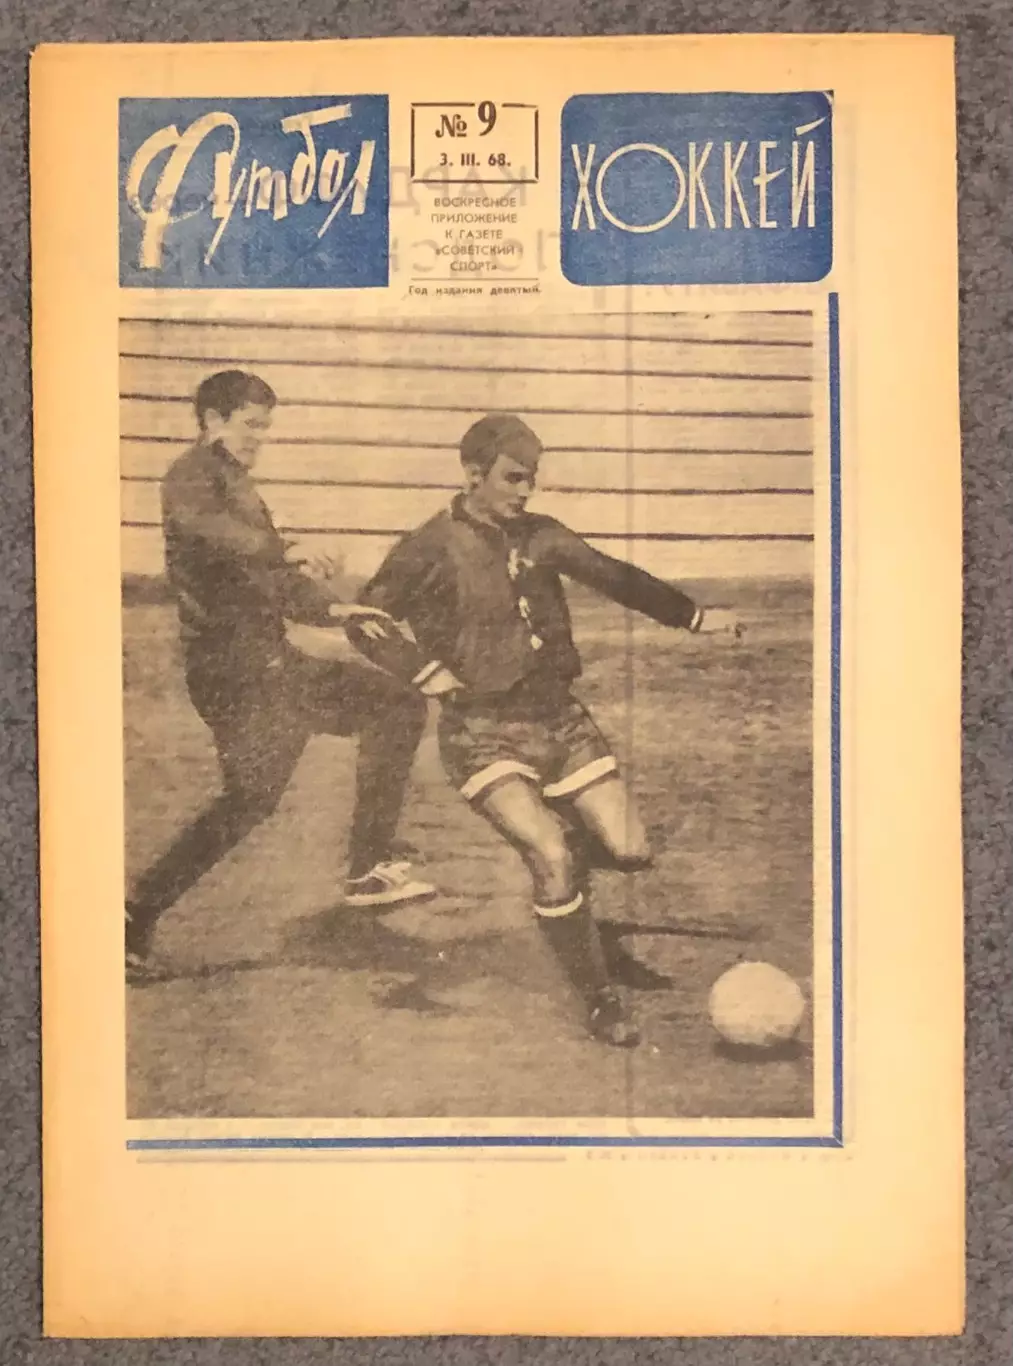 Футбол
№ 9
3. III. 68.
ВОСКРЕСНОЕ
ПРИЛОЖЕНИЕ
К ГАЗЕТЕ
«СОВЕТСКИЙ
СПОРТ»
Год издания девятый.
ХОККЕЙ